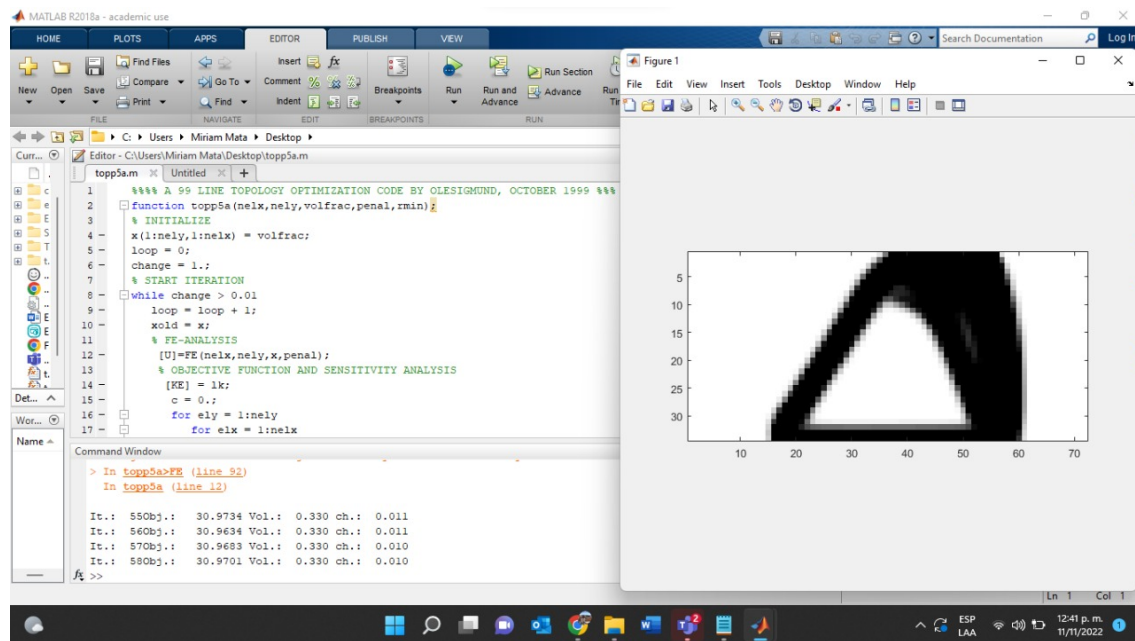 MATLAB R2018a - academic use
HOME PLOTS APPS EDITOR PUBLISH VIEW
Search Documentation Log In
New Open Save Find Files Compare Print
Go To Find
Insert Comment Indent
Breakpoints Run Run and Advance Run Section Advance
FILE NAVIGATE EDIT BREAKPOINTS RUN
C: Users Miriam Mata Desktop
Curr...
Editor - C:\Users\Miriam Mata\Desktop\topp5a.m
topp5a.m Untitled +
1 %%%% A 99 LINE TOPOLOGY OPTIMIZATION CODE BY OLESIGMUND, OCTOBER 1999 %%%
2 function topp5a(nelx,nely,volfrac,penal,rmin);
3 % INITIALIZE
4 - x(1:nely,1:nelx) = volfrac;
5 - loop = 0;
6 - change = 1.;
7 % START ITERATION
8 - while change > 0.01
9 - loop = loop + 1;
10 - xold = x;
11 % FE-ANALYSIS
12 - [U]=FE(nelx,nely,x,penal);
13 % OBJECTIVE FUNCTION AND SENSITIVITY ANALYSIS
14 - [KE] = lk;
15 - c = 0.;
16 - for ely = 1:nely
17 - for elx = 1:nelx
Det...
Wor...
Name
Command Window
> In topp5a>FE (line 92)
In topp5a (line 12)
It.: 55Obj.: 30.9734 Vol.: 0.330 ch.: 0.011
It.: 56Obj.: 30.9634 Vol.: 0.330 ch.: 0.011
It.: 57Obj.: 30.9683 Vol.: 0.330 ch.: 0.010
It.: 58Obj.: 30.9701 Vol.: 0.330 ch.: 0.010
fx >>
Figure 1
File Edit View Insert Tools Desktop Window Help
5
10
15
20
25
30
10 20 30 40 50 60 70
Ln 1 Col 1
ESP
LAA
12:41 p. m.
11/11/2022